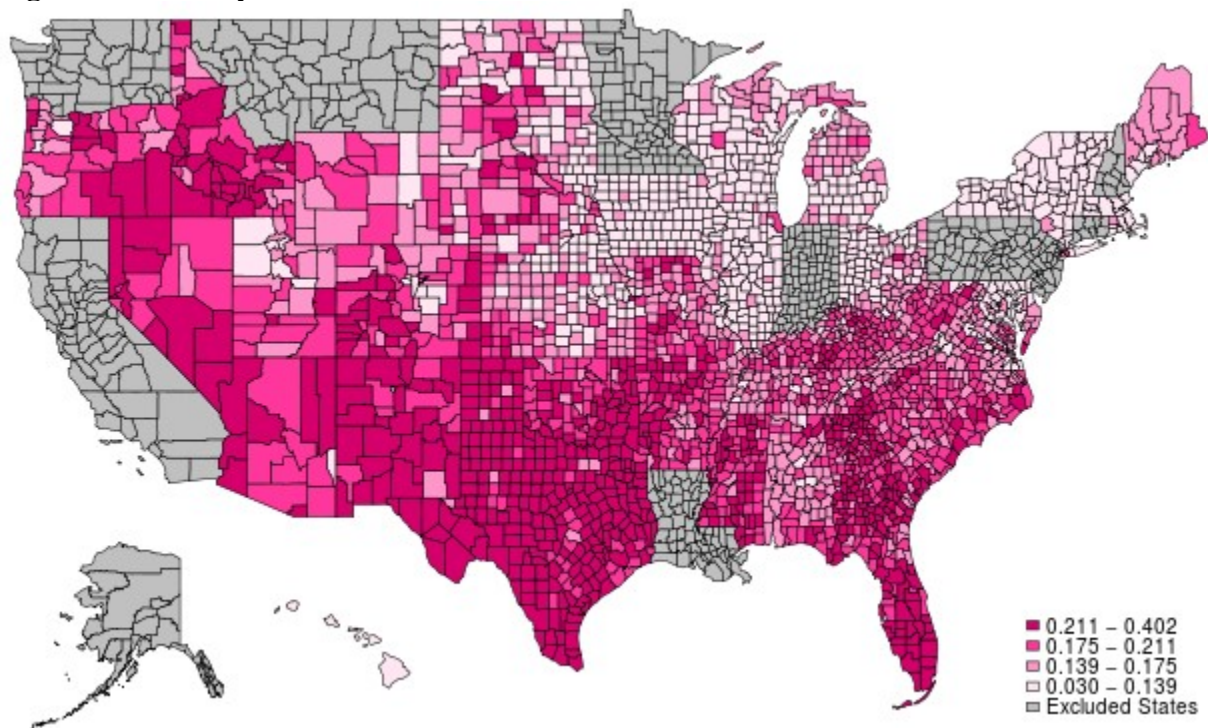 0.211 – 0.402
0.175 – 0.211
0.139 – 0.175
0.030 – 0.139
Excluded States